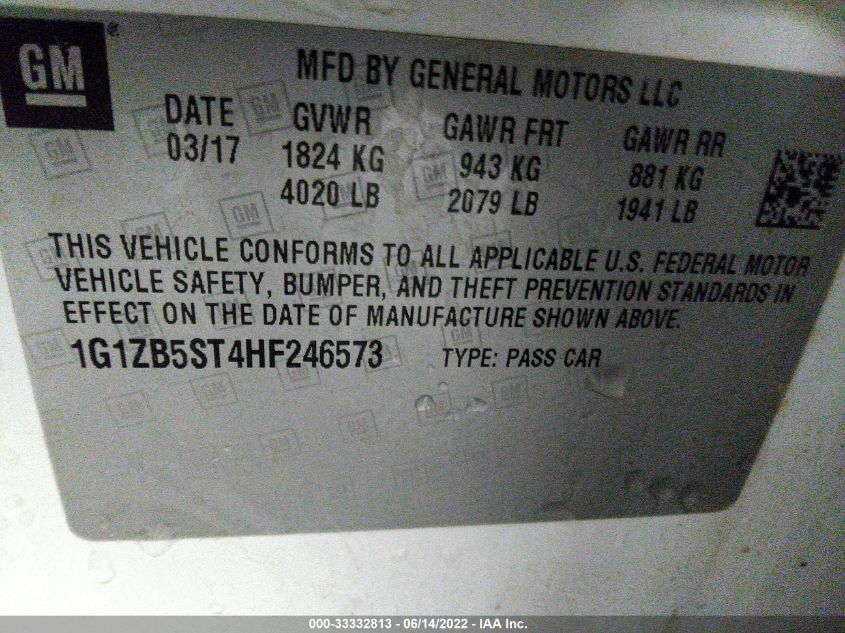 GM®
MFD BY GENERAL MOTORS LLC
DATE GVWR GAWR FRT GAWR RR
03/17 1824 KG 943 KG 881 KG
4020 LB 2079 LB 1941 LB
THIS VEHICLE CONFORMS TO ALL APPLICABLE U.S. FEDERAL MOTOR
VEHICLE SAFETY, BUMPER, AND THEFT PREVENTION STANDARDS IN
EFFECT ON THE DATE OF MANUFACTURE SHOWN ABOVE.
1G1ZB5ST4HF246573 TYPE: PASS CAR
000-33332813 - 06/14/2022 - IAA Inc.